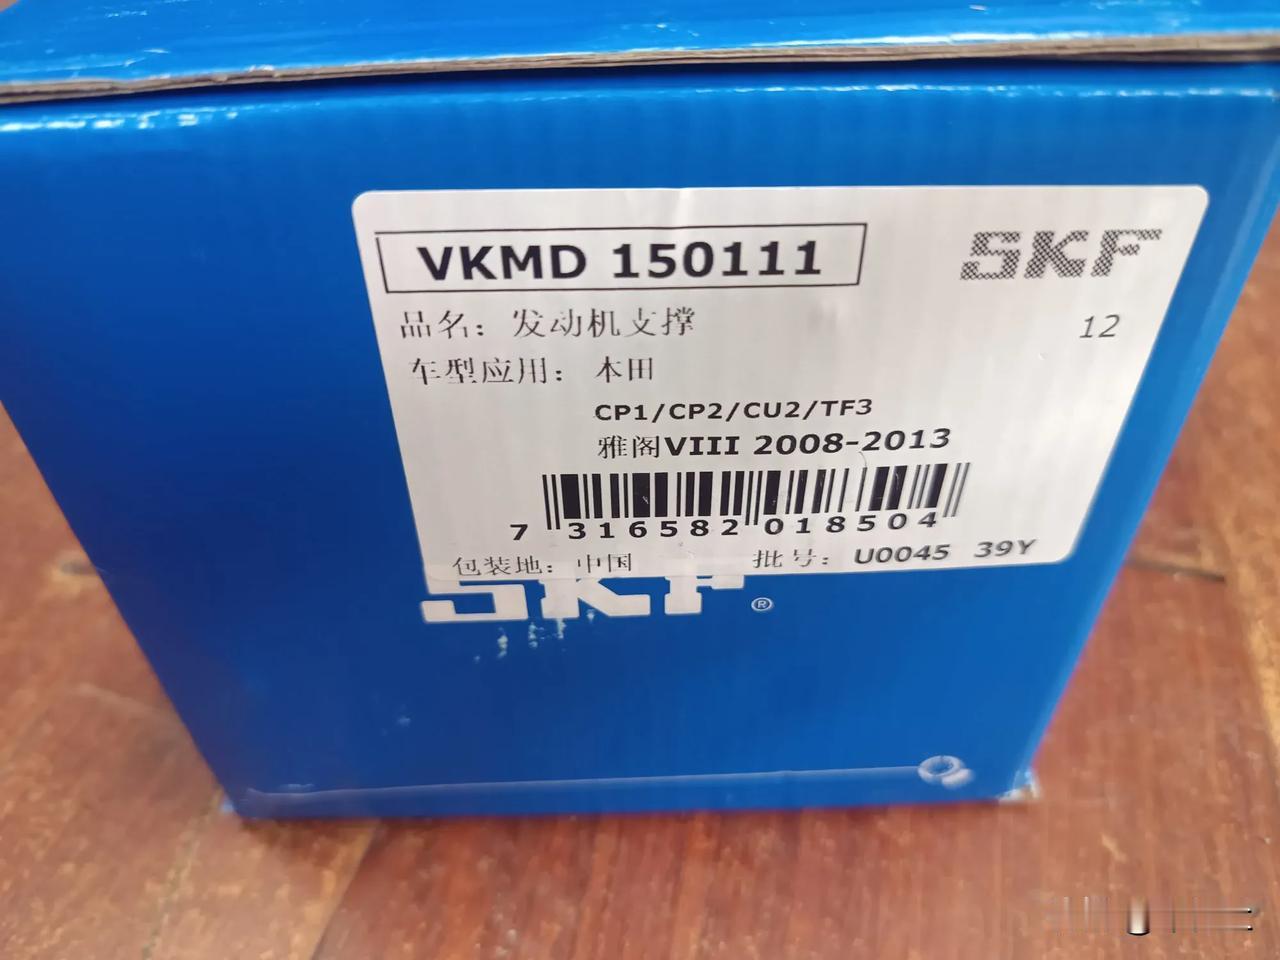 VKMD 150111
SKF
品名: 发动机支撑
12
车型应用: 本田
CP1/CP2/CU2/TF3
雅阁VIII 2008-2013
7 316582 018504
包装地: 中国 批号: U0045 39Y
SKF®